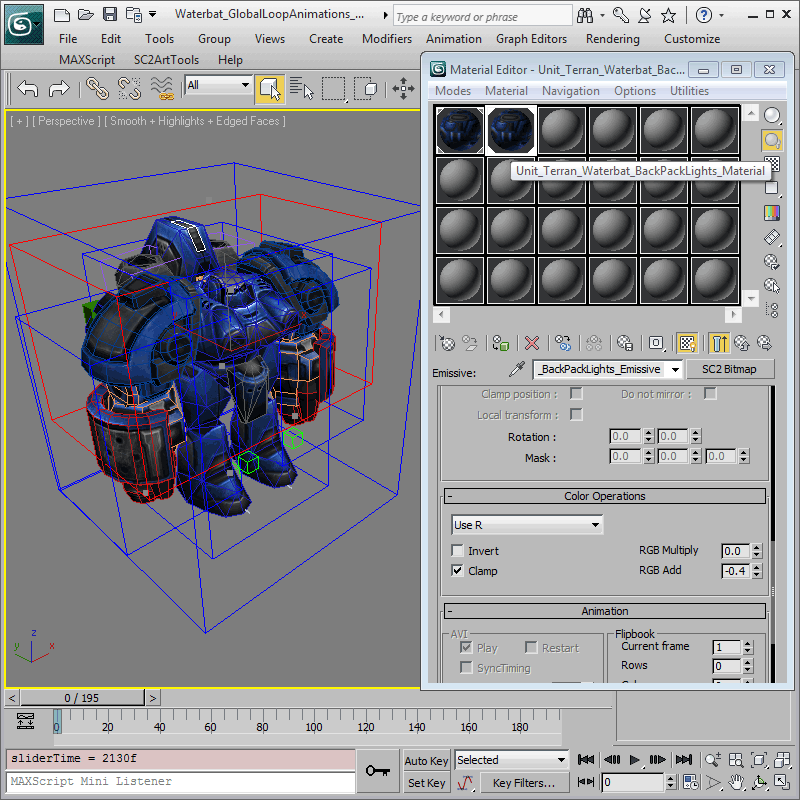 Waterbat_GlobalLoopAnimations_...
Type a keyword or phrase
File Edit Tools Group Views Create Modifiers Animation Graph Editors Rendering Customize
MAXScript SC2ArtTools Help
All
[ + ] [ Perspective ] [ Smooth + Highlights + Edged Faces ]
Material Editor - Unit_Terran_Waterbat_Bac...
Modes Material Navigation Options Utilities
Unit_Terran_Waterbat_BackPackLights_Material
Emissive: _BackPackLights_Emissive SC2 Bitmap
Clamp position : Do not mirror :
Local transform :
Rotation : 0.0 0.0
Mask : 0.0 0.0 0.0
- Color Operations
Use R
Invert RGB Multiply 0.0
Clamp RGB Add -0.4
- Animation
AVI Flipbook
Play Restart Current frame 1
SyncTiming Rows 0
z
y x
< 0 / 195 >
0 20 40 60 80 100 120 140 160 180
sliderTime = 2130f
MAXScript Mini Listener
Auto Key Selected
Set Key Key Filters... 0